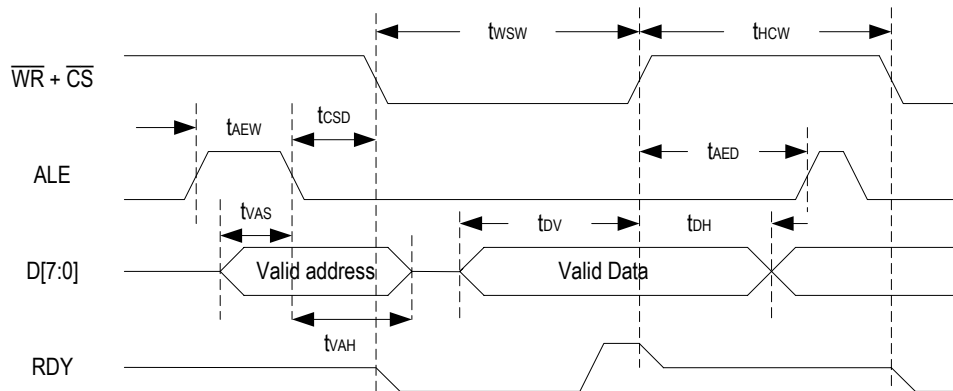 tWSW tHCW
WR + CS
tAEW tCSD
tAED
ALE
tVAS
tDV tDH
D[7:0] Valid address Valid Data
tVAH
RDY